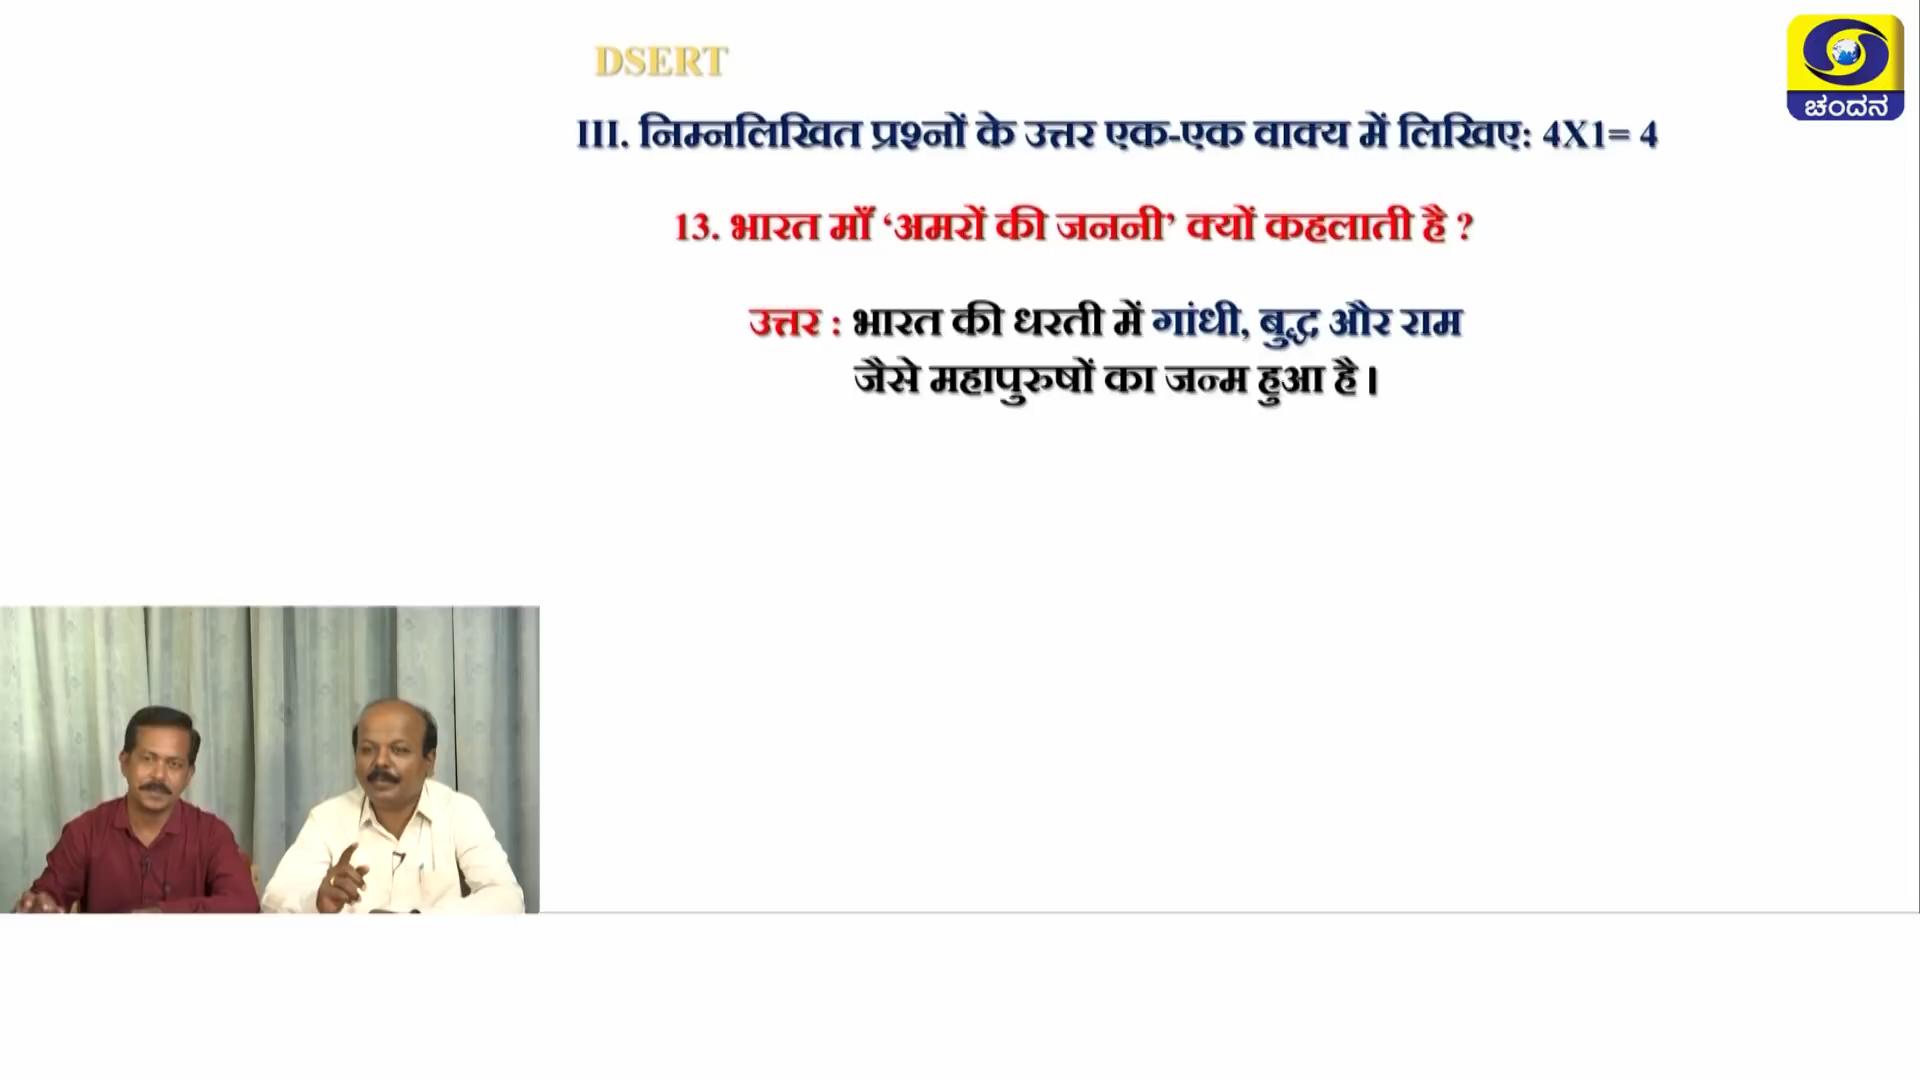 DSERT
ಚಂದನ
III. निम्नलिखित प्रश्नों के उत्तर एक-एक वाक्य में लिखिए: 4X1= 4
13. भारत माँ ‘अमरों की जननी’ क्यों कहलाती है ?
उत्तर : भारत की धरती में गांधी, बुद्ध और राम
जैसे महापुरुषों का जन्म हुआ है।